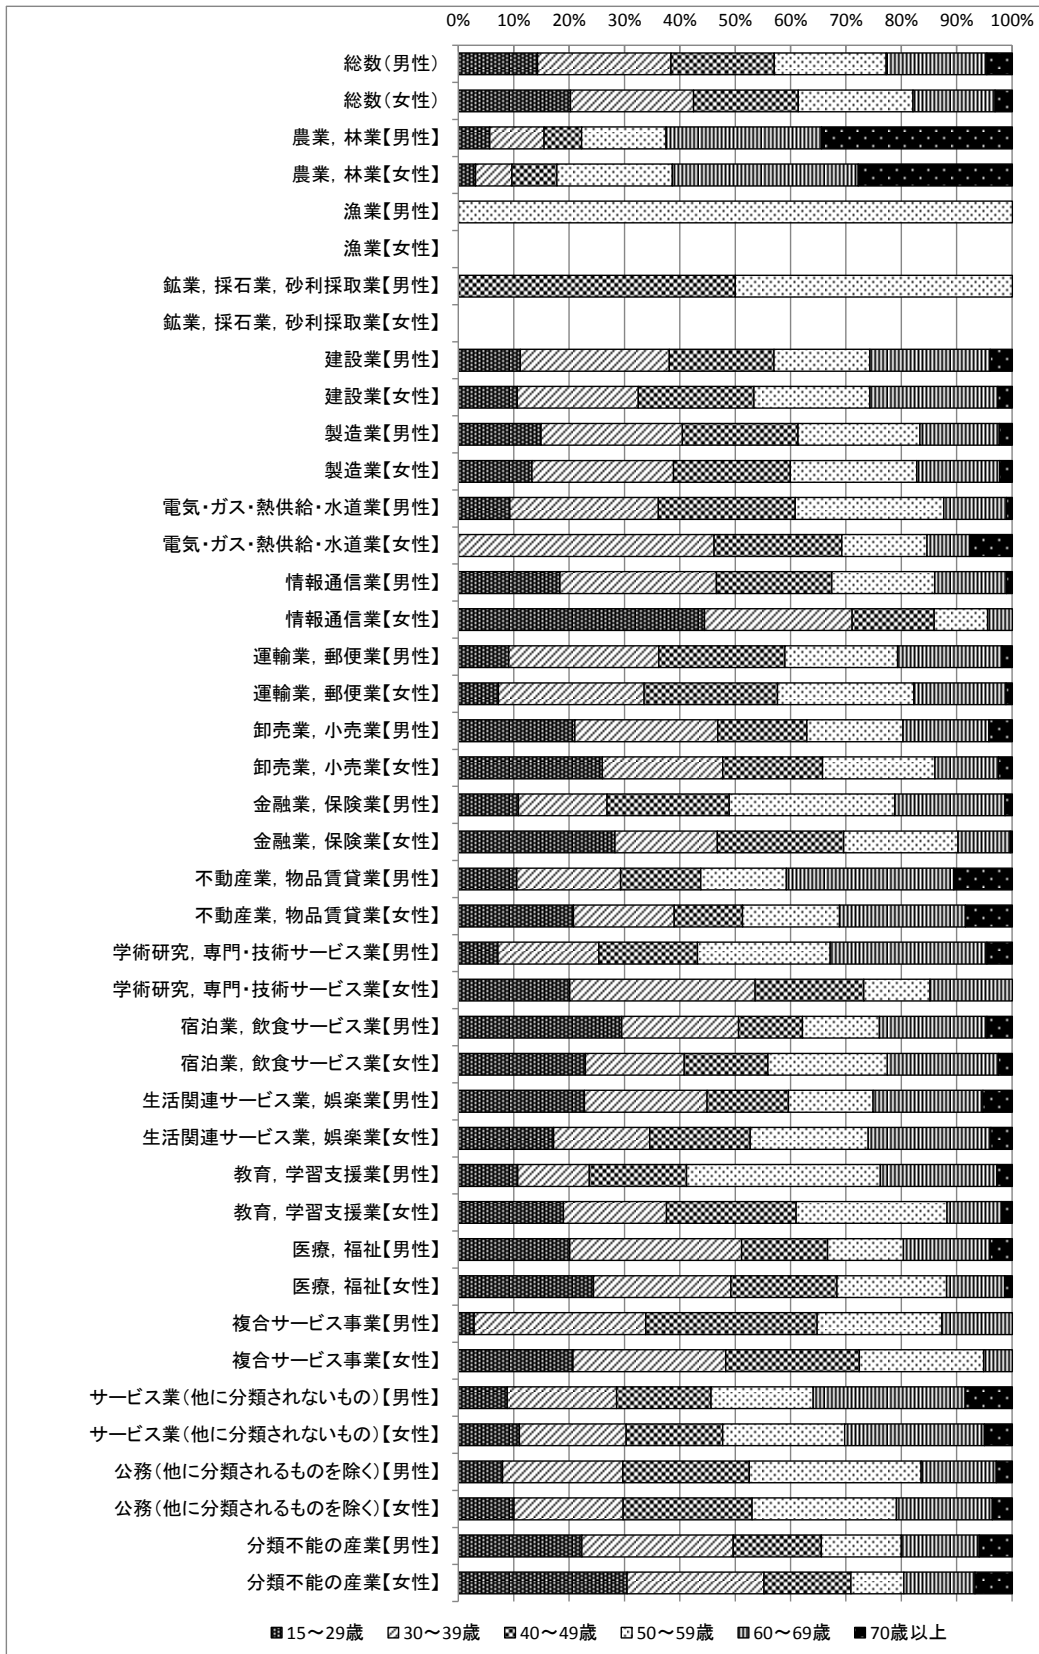 0% 10% 20% 30% 40% 50% 60% 70% 80% 90% 100%
総数(男性)
総数(女性)
農業, 林業【男性】
農業, 林業【女性】
漁業【男性】
漁業【女性】
鉱業, 採石業, 砂利採取業【男性】
鉱業, 採石業, 砂利採取業【女性】
建設業【男性】
建設業【女性】
製造業【男性】
製造業【女性】
電気・ガス・熱供給・水道業【男性】
電気・ガス・熱供給・水道業【女性】
情報通信業【男性】
情報通信業【女性】
運輸業, 郵便業【男性】
運輸業, 郵便業【女性】
卸売業, 小売業【男性】
卸売業, 小売業【女性】
金融業, 保険業【男性】
金融業, 保険業【女性】
不動産業, 物品賃貸業【男性】
不動産業, 物品賃貸業【女性】
学術研究, 専門・技術サービス業【男性】
学術研究, 専門・技術サービス業【女性】
宿泊業, 飲食サービス業【男性】
宿泊業, 飲食サービス業【女性】
生活関連サービス業, 娯楽業【男性】
生活関連サービス業, 娯楽業【女性】
教育, 学習支援業【男性】
教育, 学習支援業【女性】
医療, 福祉【男性】
医療, 福祉【女性】
複合サービス事業【男性】
複合サービス事業【女性】
サービス業(他に分類されないもの)【男性】
サービス業(他に分類されないもの)【女性】
公務(他に分類されるものを除く)【男性】
公務(他に分類されるものを除く)【女性】
分類不能の産業【男性】
分類不能の産業【女性】
15～29歳 30～39歳 40～49歳 50～59歳 60～69歳 70歳以上